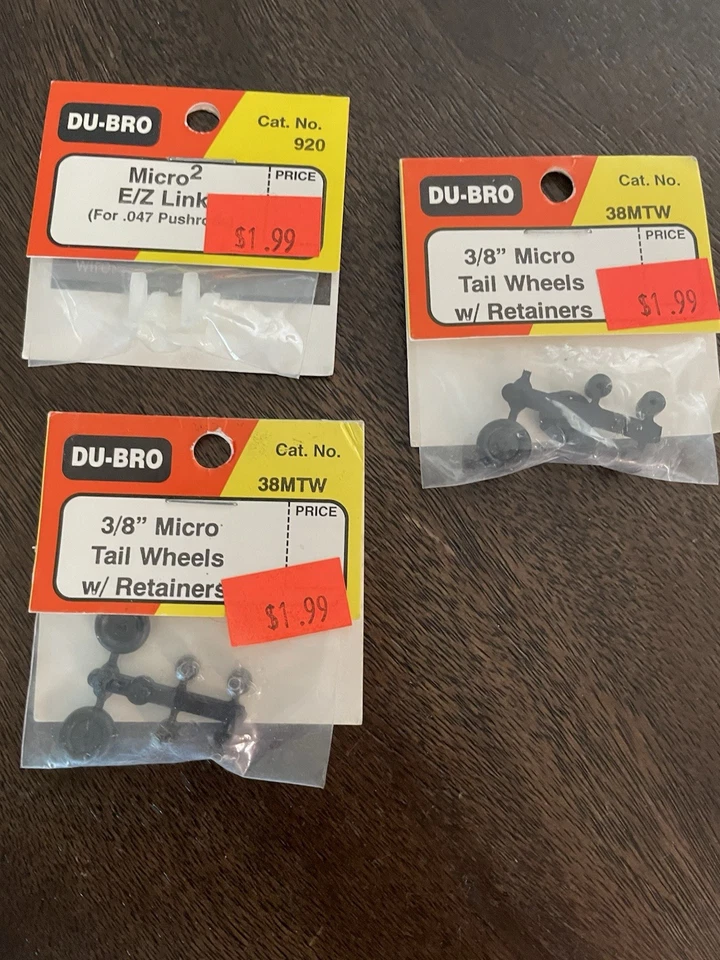 DU-BRO
Cat. No.
920
Micro2
E/Z Link
(For .047
PRICE
$1.99
DU-BRO
Cat. No.
38MTW
3/8” Micro
Tail Wheels
w/ Retainers
PRICE
$1.99
DU-BRO
Cat. No.
38MTW
3/8” Micro
Tail Wheels
w/ Retainers
PRICE
$1.99